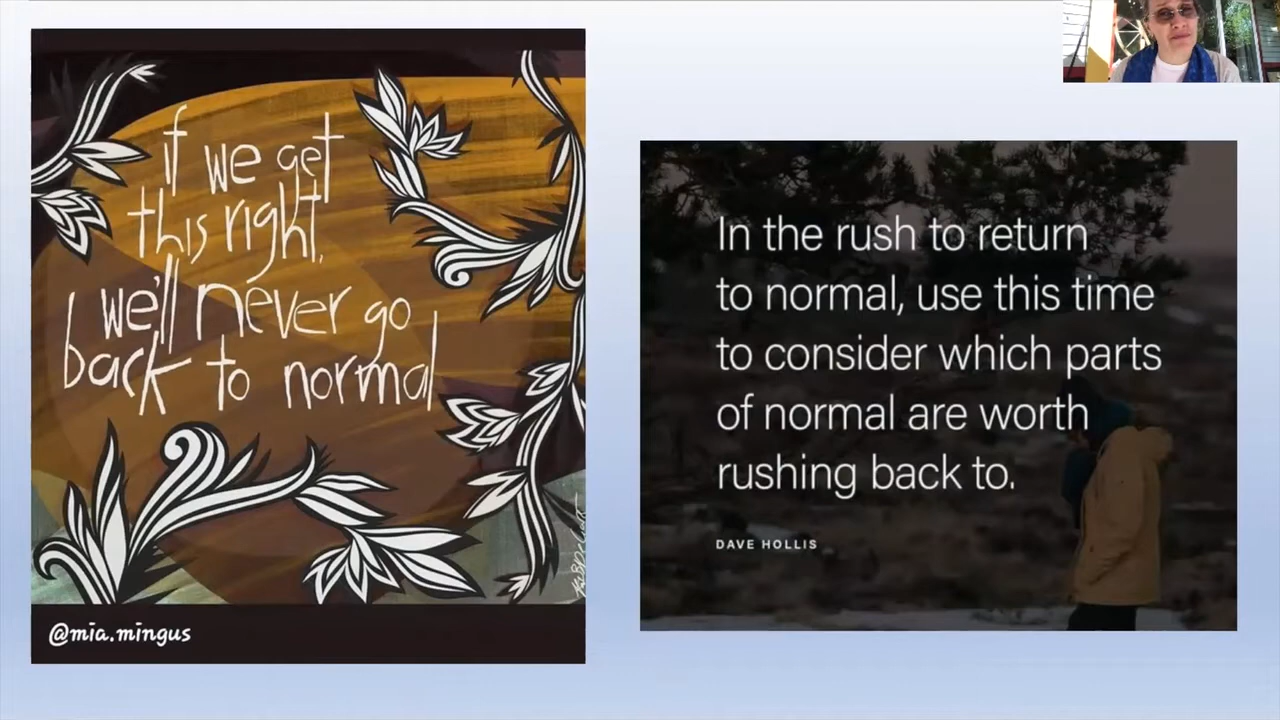 if we get
this right,
we'll never go
back to normal
@mia.mingus
In the rush to return
to normal, use this time
to consider which parts
of normal are worth
rushing back to.
DAVE HOLLIS